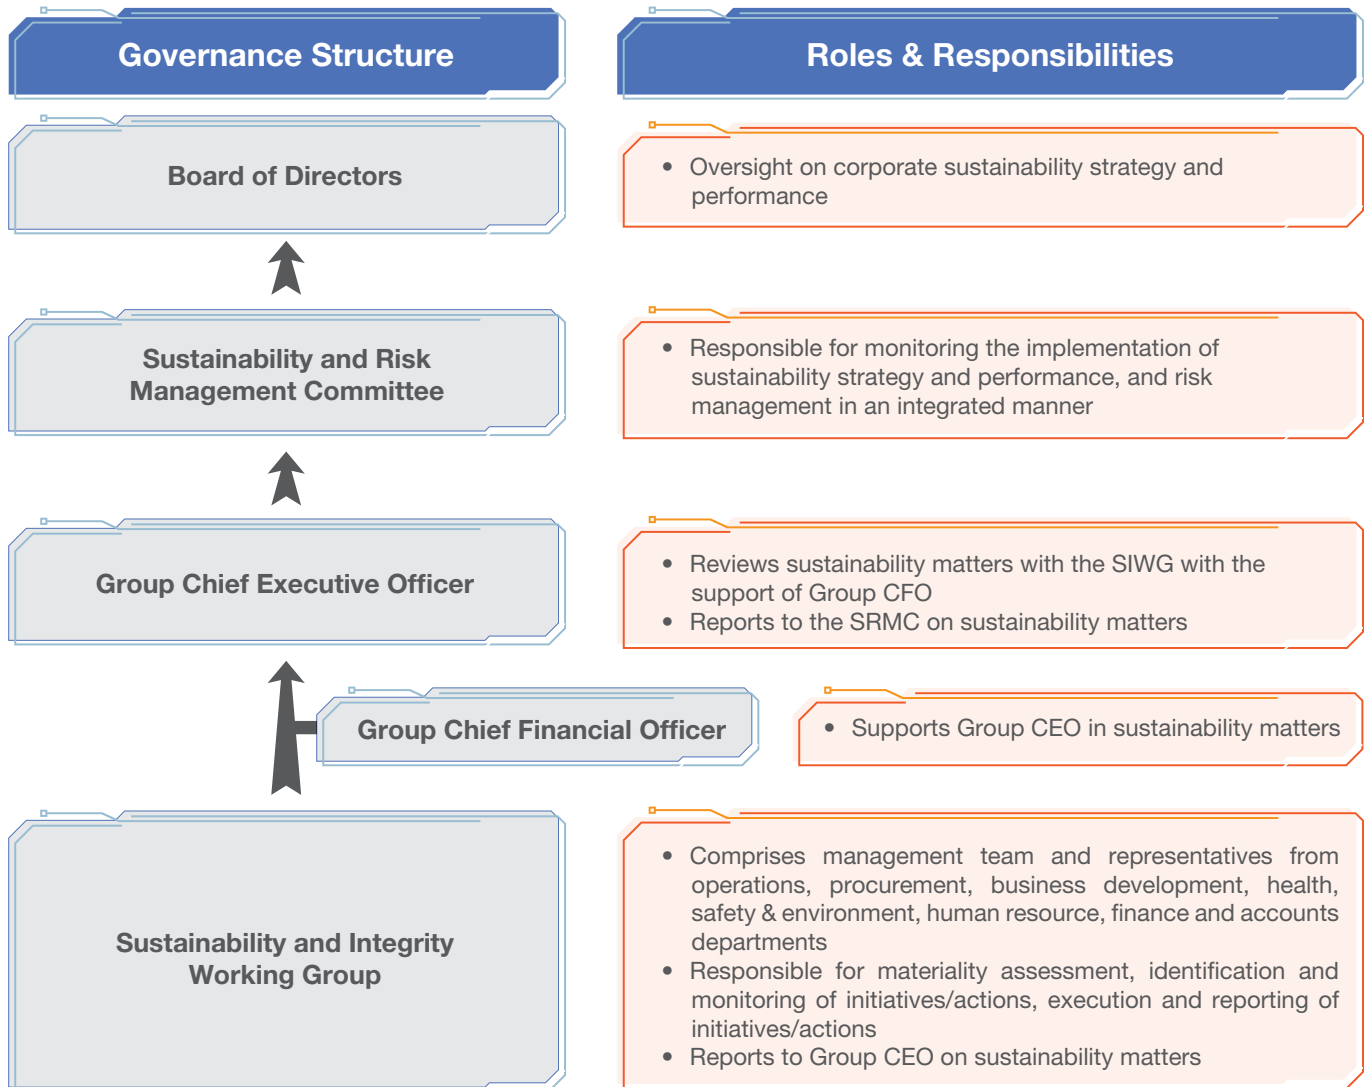 Governance Structure
Roles & Responsibilities
Board of Directors
• Oversight on corporate sustainability strategy and
performance
Sustainability and Risk
Management Committee
• Responsible for monitoring the implementation of
sustainability strategy and performance, and risk
management in an integrated manner
Group Chief Executive Officer
• Reviews sustainability matters with the SIWG with the
support of Group CFO
• Reports to the SRMC on sustainability matters
Group Chief Financial Officer
• Supports Group CEO in sustainability matters
Sustainability and Integrity
Working Group
• Comprises management team and representatives from
operations, procurement, business development, health,
safety & environment, human resource, finance and accounts
departments
• Responsible for materiality assessment, identification and
monitoring of initiatives/actions, execution and reporting of
initiatives/actions
• Reports to Group CEO on sustainability matters